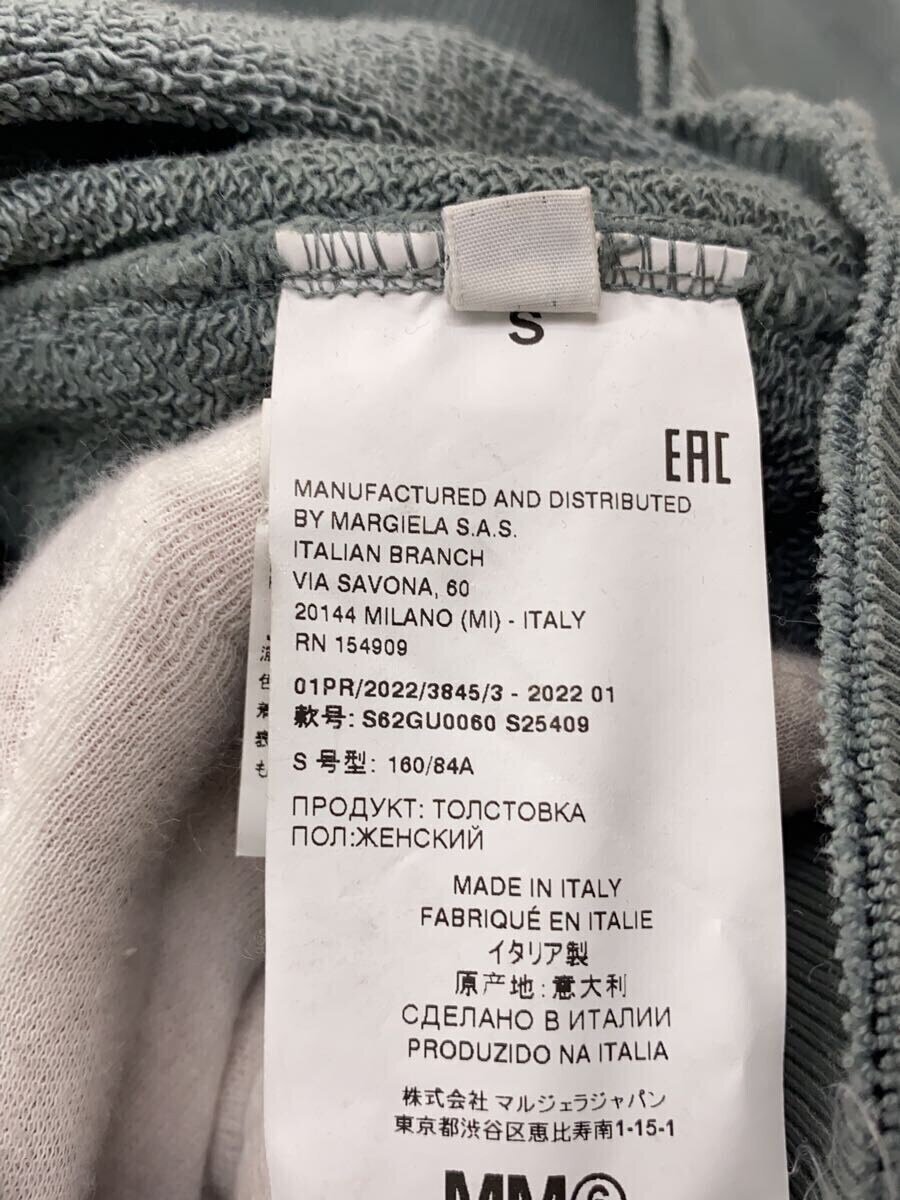 S
EAC
MANUFACTURED AND DISTRIBUTED
BY MARGIELA S.A.S.
ITALIAN BRANCH
VIA SAVONA, 60
20144 MILANO (MI) - ITALY
RN 154909
01PR/2022/3845/3 - 2022 01
款号: S62GU0060 S25409
S 号型: 160/84A
ПРОДУКТ: ТОЛСТОВКА
ПОЛ:ЖЕНСКИЙ
MADE IN ITALY
FABRIQUÉ EN ITALIE
イタリア製
原产地: 意大利
СДЕЛАНО В ИТАЛИИ
PRODUZIDO NA ITALIA
株式会社 マルジェラジャパン
東京都渋谷区恵比寿南1-15-1
MM6
色
着
も